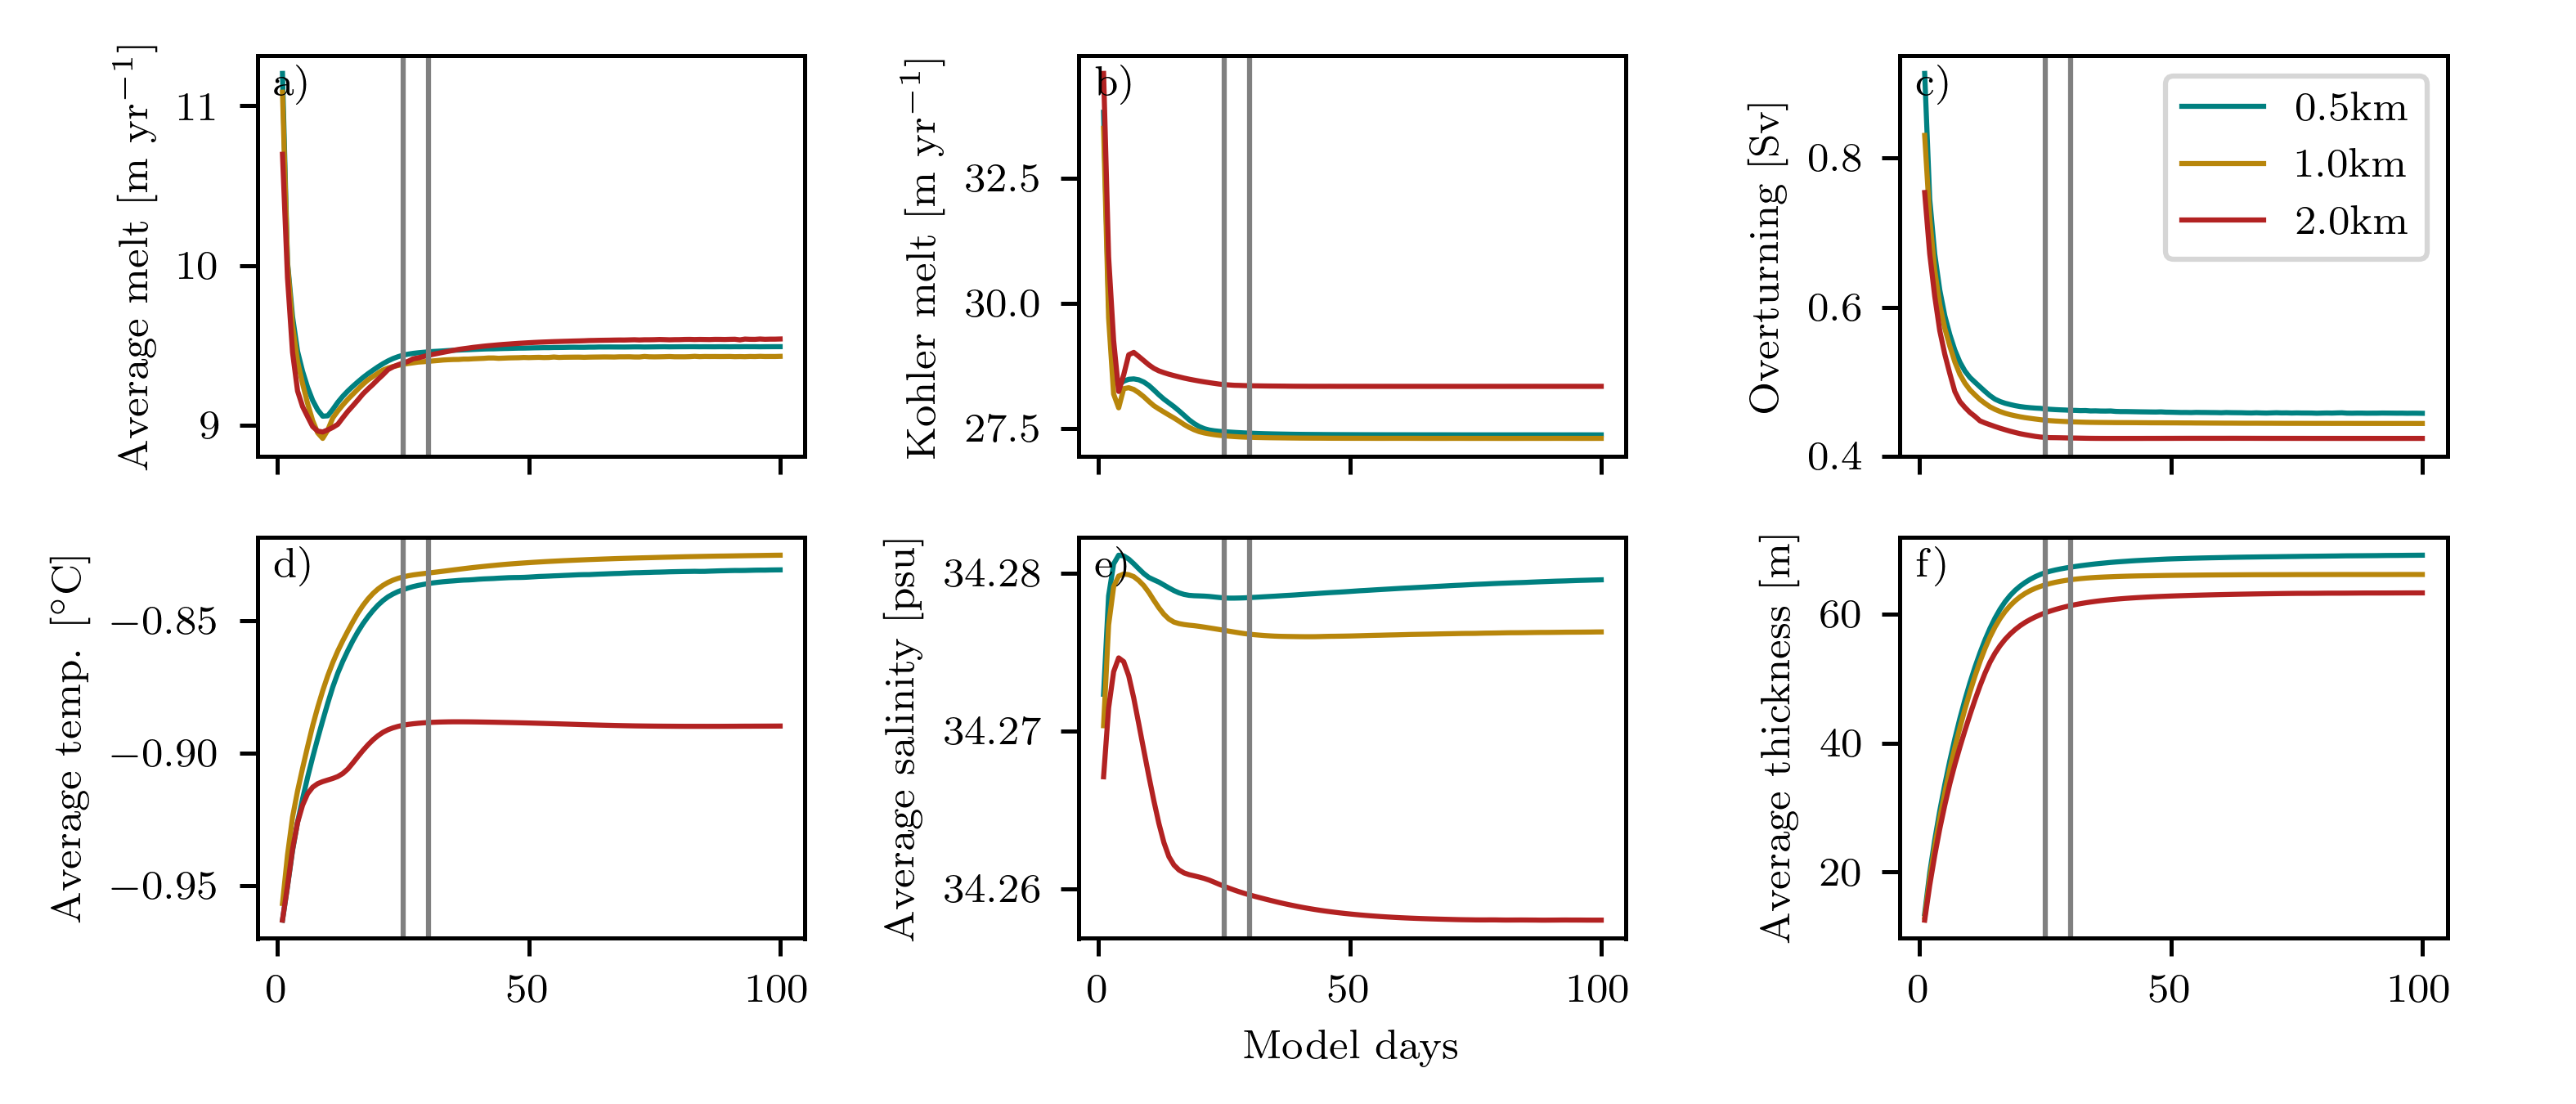 a)
Average melt [m yr⁻¹]
11
10
9
b)
Kohler melt [m yr⁻¹]
32.5
30.0
27.5
c)
Overturning [Sv]
0.8
0.6
0.4
0.5km
1.0km
2.0km
d)
Average temp. [°C]
−0.85
−0.90
−0.95
0 50 100
e)
Average salinity [psu]
34.28
34.27
34.26
0 50 100
f)
Average thickness [m]
60
40
20
0 50 100
Model days